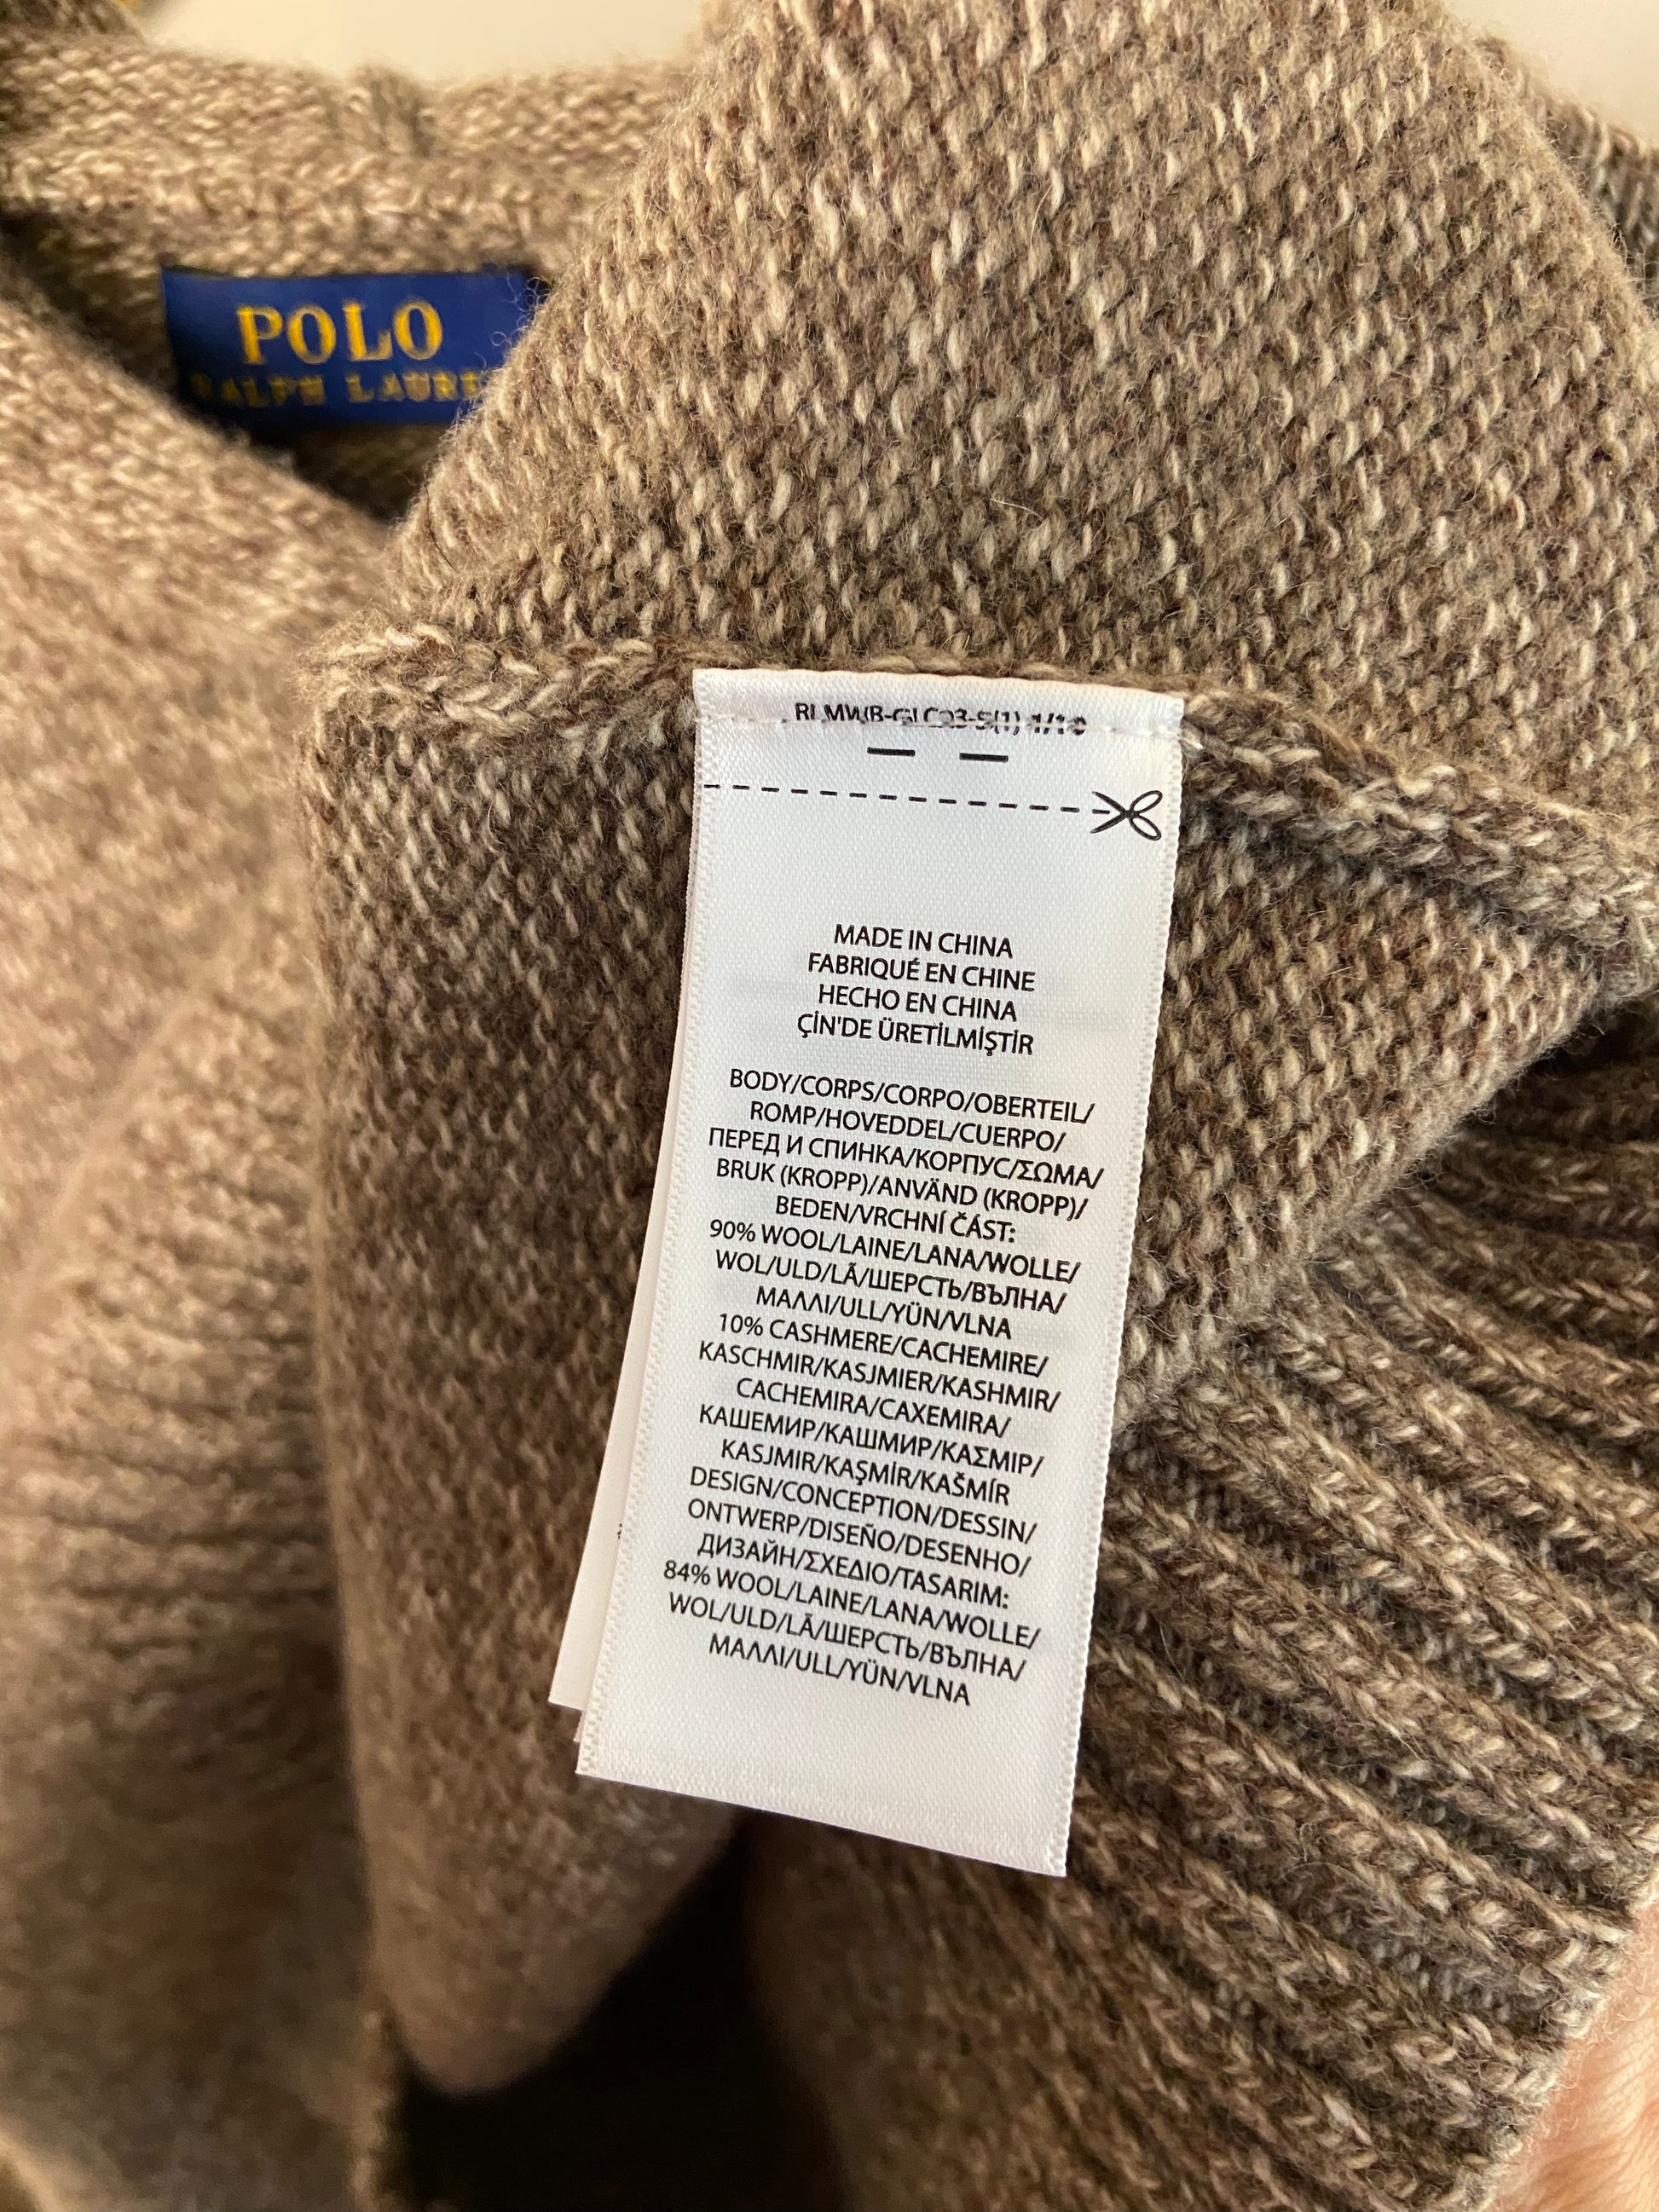 POLO
RALPH LAURE
MADE IN CHINA
FABRIQUÉ EN CHINE
HECHO EN CHINA
ÇİN'DE ÜRETİLMİŞTİR
BODY/CORPS/CORPO/OBERTEIL/
ROMP/HOVEDDEL/CUERPO/
ПЕРЕД И СПИНКА/КОРПУС/ΣΩΜΑ/
BRUK (KROPP)/ANVÄND (KROPP)/
BEDEN/VRCHNÍ ČÁST:
90% WOOL/LAINE/LANA/WOLLE/
WOL/ULD/LÃ/ШЕРСТЬ/ВЪЛНА/
ΜΑΛΛΙ/ULL/YÜN/VLNA
10% CASHMERE/CACHEMIRE/
KASCHMIR/KASJMIER/KASHMIR/
CACHEMIRA/CAXEMIRA/
КАШЕМИР/КАШМИР/ΚΑΣΜΙΡ/
KASJMIR/KAŞMİR/KAŠMÍR
DESIGN/CONCEPTION/DESSIN/
ONTWERP/DISEÑO/DESENHO/
ДИЗАЙН/ΣΧΕΔΙΟ/TASARIM:
84% WOOL/LAINE/LANA/WOLLE/
WOL/ULD/LÃ/ШЕРСТЬ/ВЪЛНА/
ΜΑΛΛΙ/ULL/YÜN/VLNA